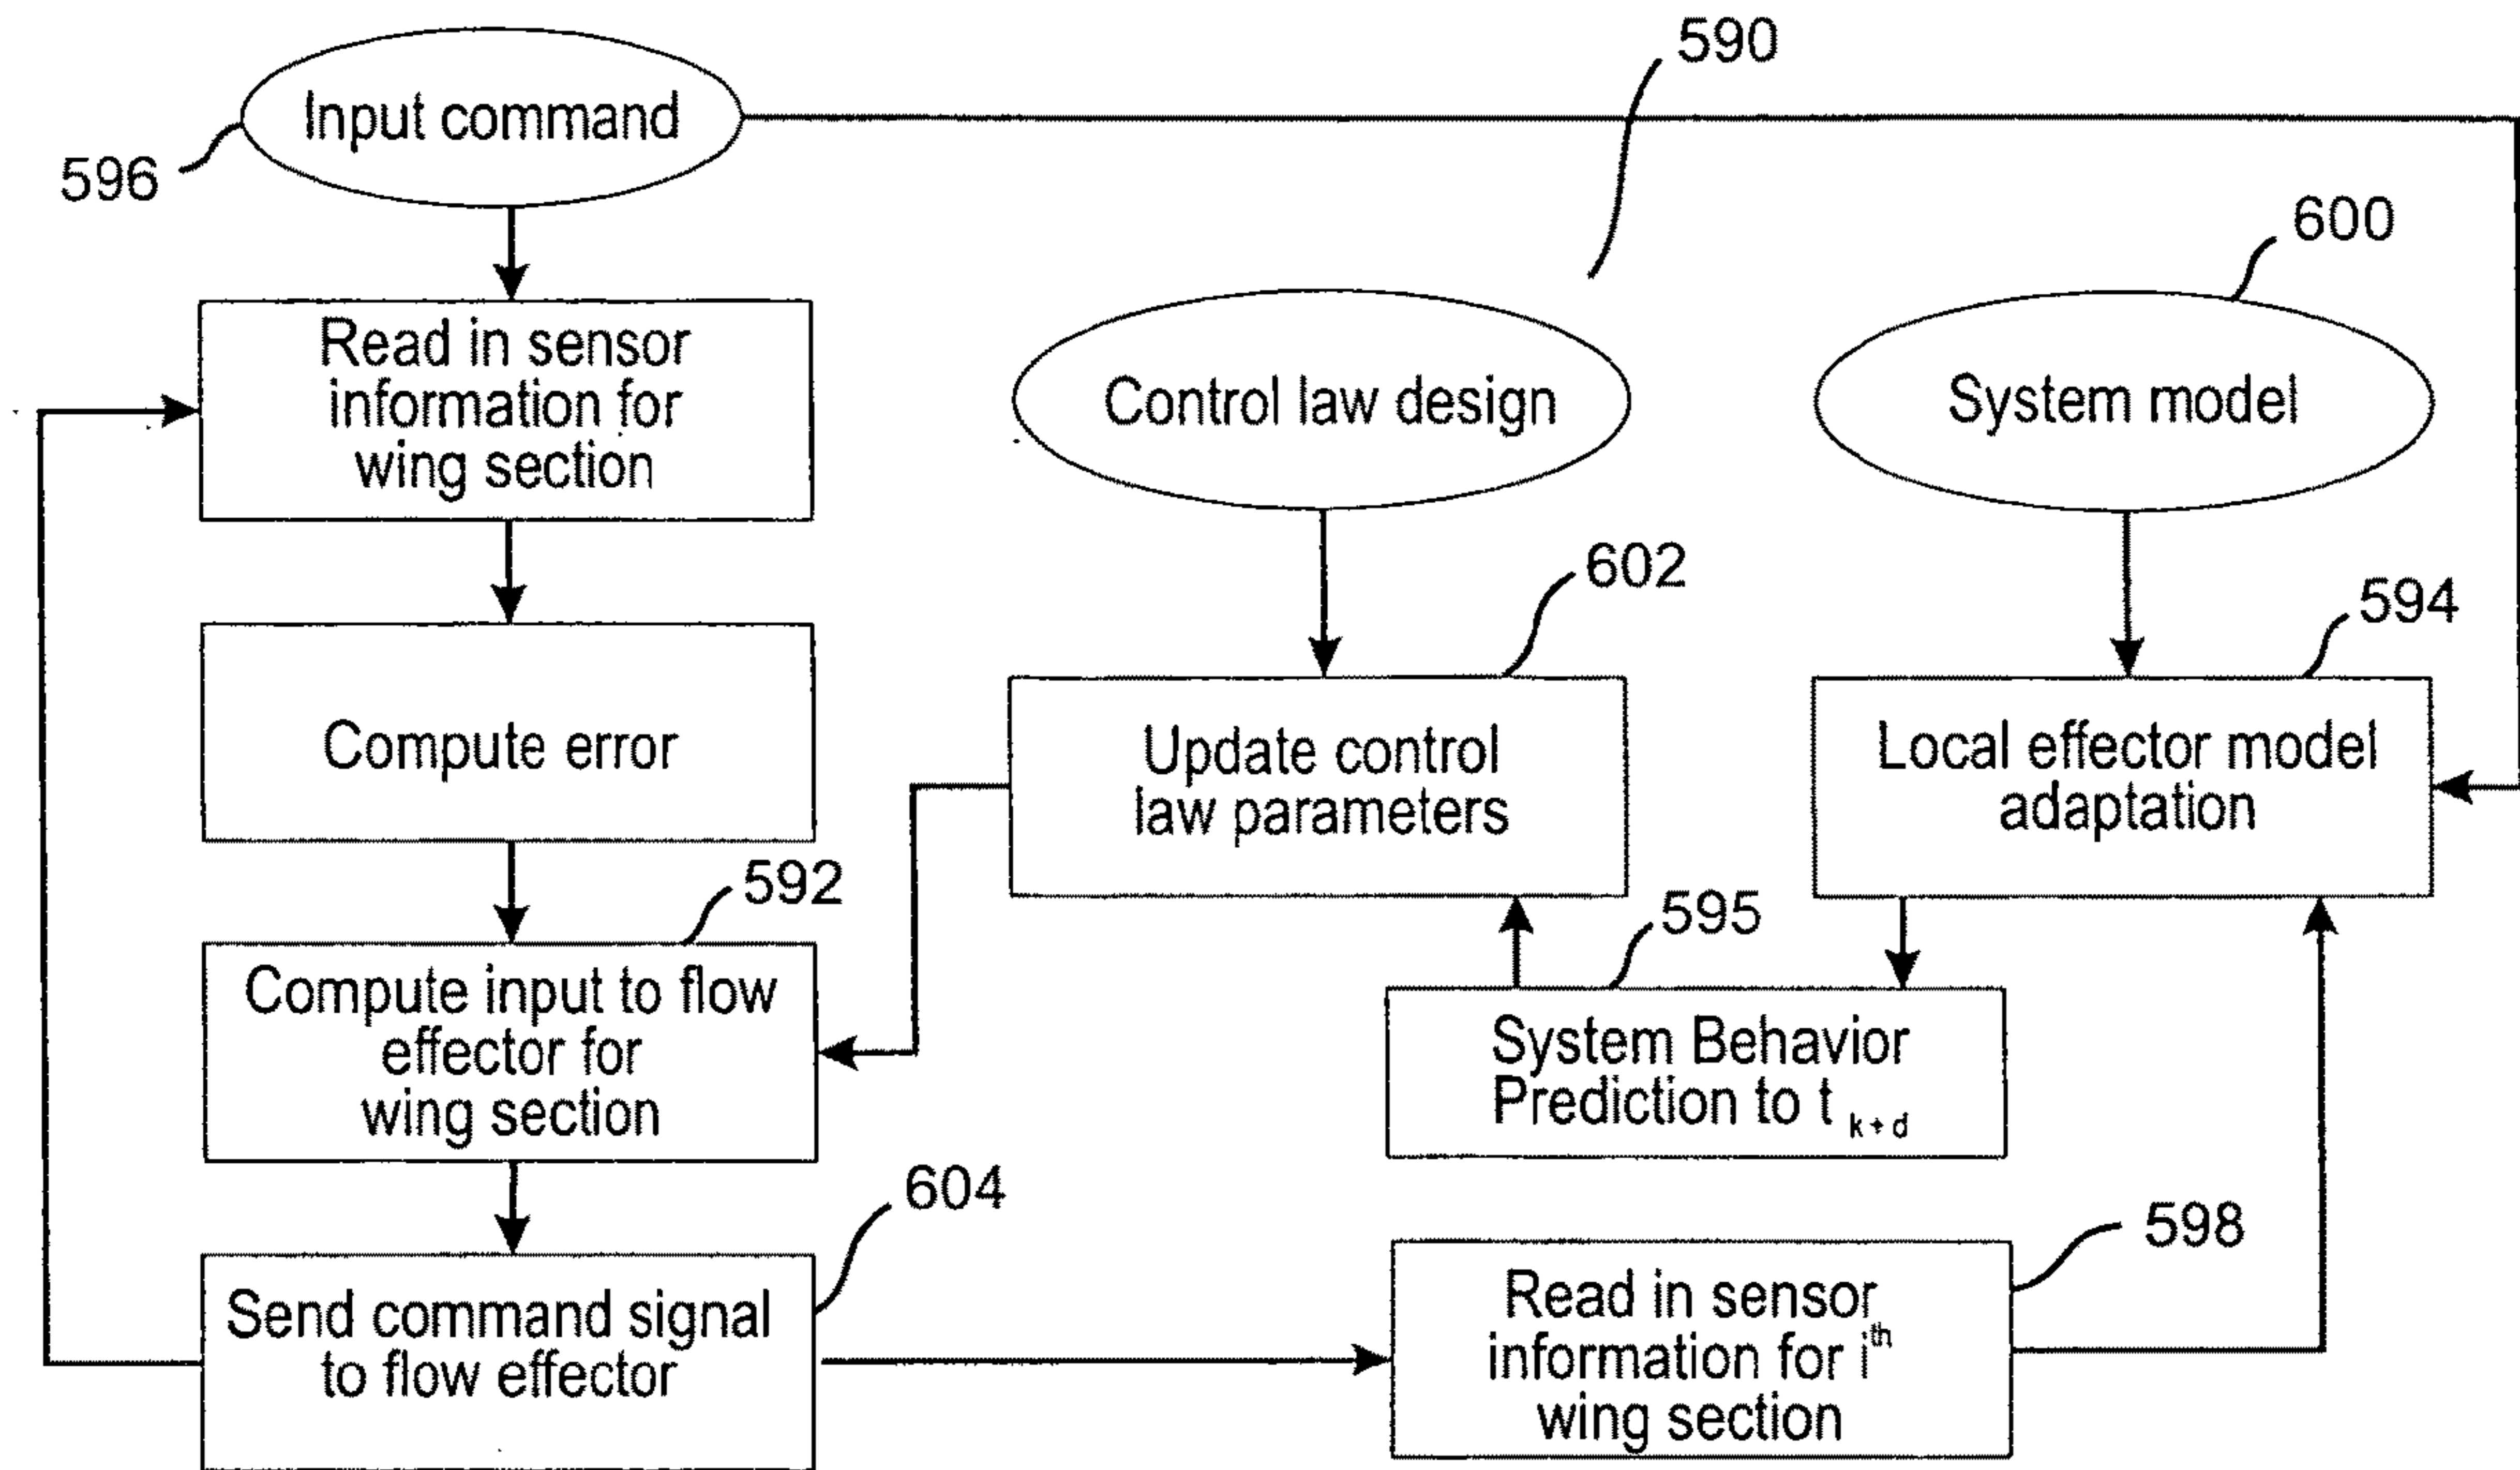 590
Input command
596
600
Read in sensor
information for
wing section
Control law design
System model
602
594
Compute error
Update control
law parameters
Local effector model
adaptation
592
595
Compute input to flow
effector for
wing section
System Behavior
Prediction to t k+d
604
598
Send command signal
to flow effector
Read in sensor
information for i th
wing section